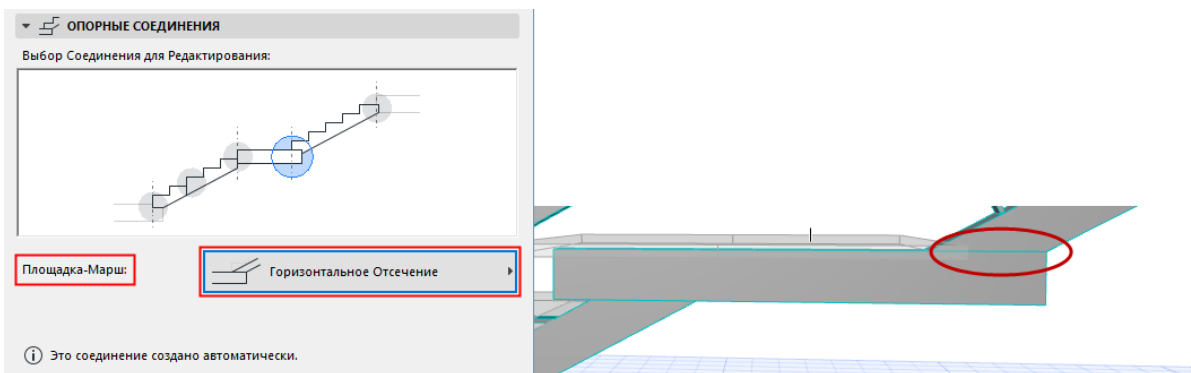 ОПОРНЫЕ СОЕДИНЕНИЯ
Выбор Соединения для Редактирования:
Площадка-Марш:
Горизонтальное Отсечение
Это соединение создано автоматически.